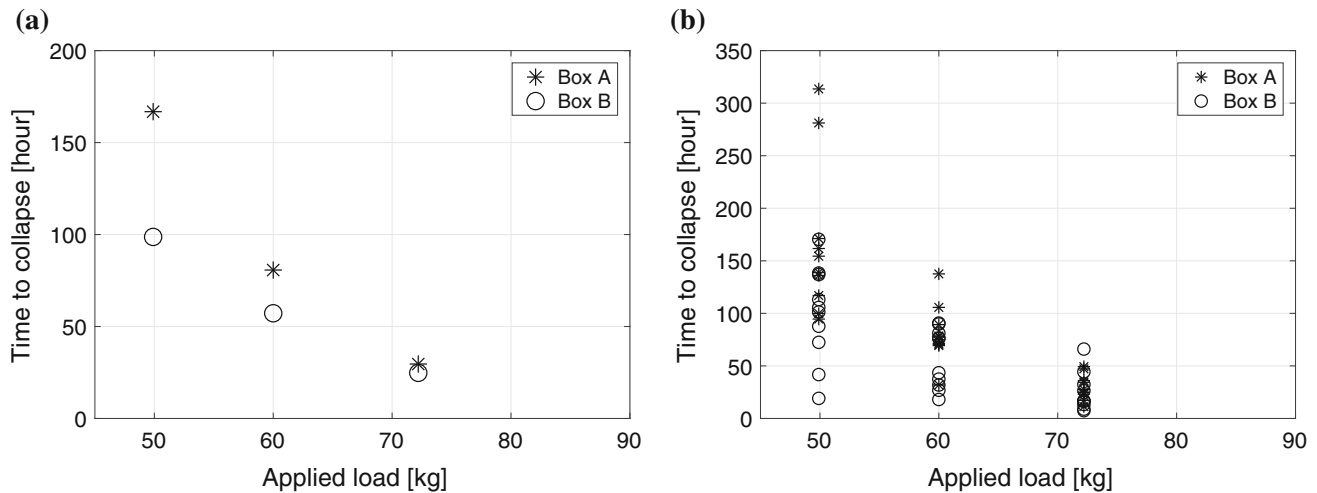 (a)
200
150
100
50
0
50 60 70 80 90
Time to collapse [hour]
Applied load [kg]
Box A
Box B
(b)
350
300
250
200
150
100
50
0
50 60 70 80 90
Time to collapse [hour]
Applied load [kg]
Box A
Box B